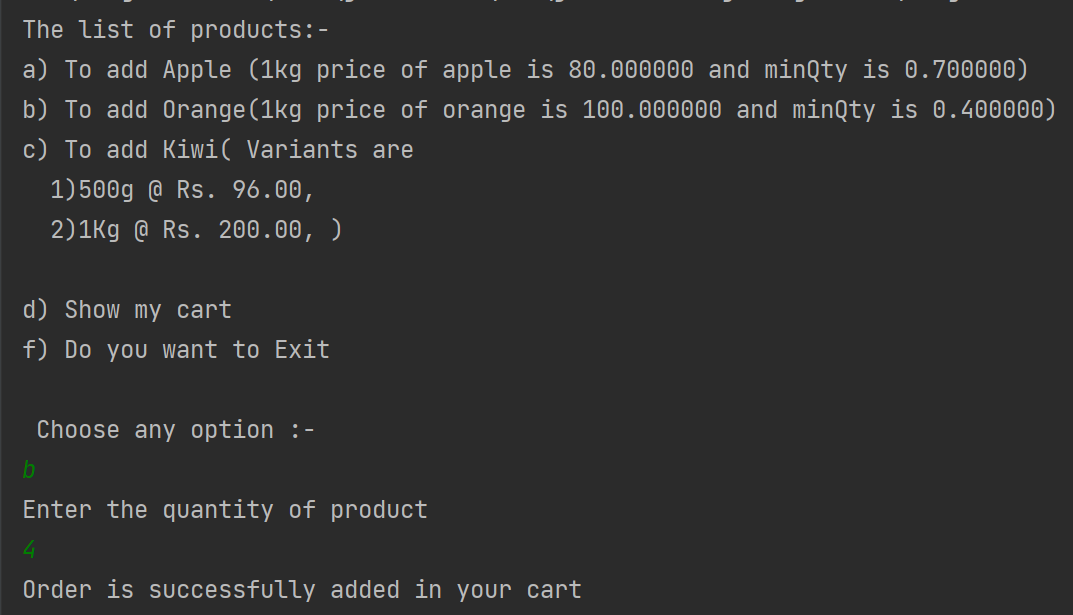 The list of products:-
a) To add Apple (1kg price of apple is 80.000000 and minQty is 0.700000)
b) To add Orange(1kg price of orange is 100.000000 and minQty is 0.400000)
c) To add Kiwi( Variants are
1)500g @ Rs. 96.00,
2)1Kg @ Rs. 200.00, )
d) Show my cart
f) Do you want to Exit
Choose any option :-
b
Enter the quantity of product
4
Order is successfully added in your cart